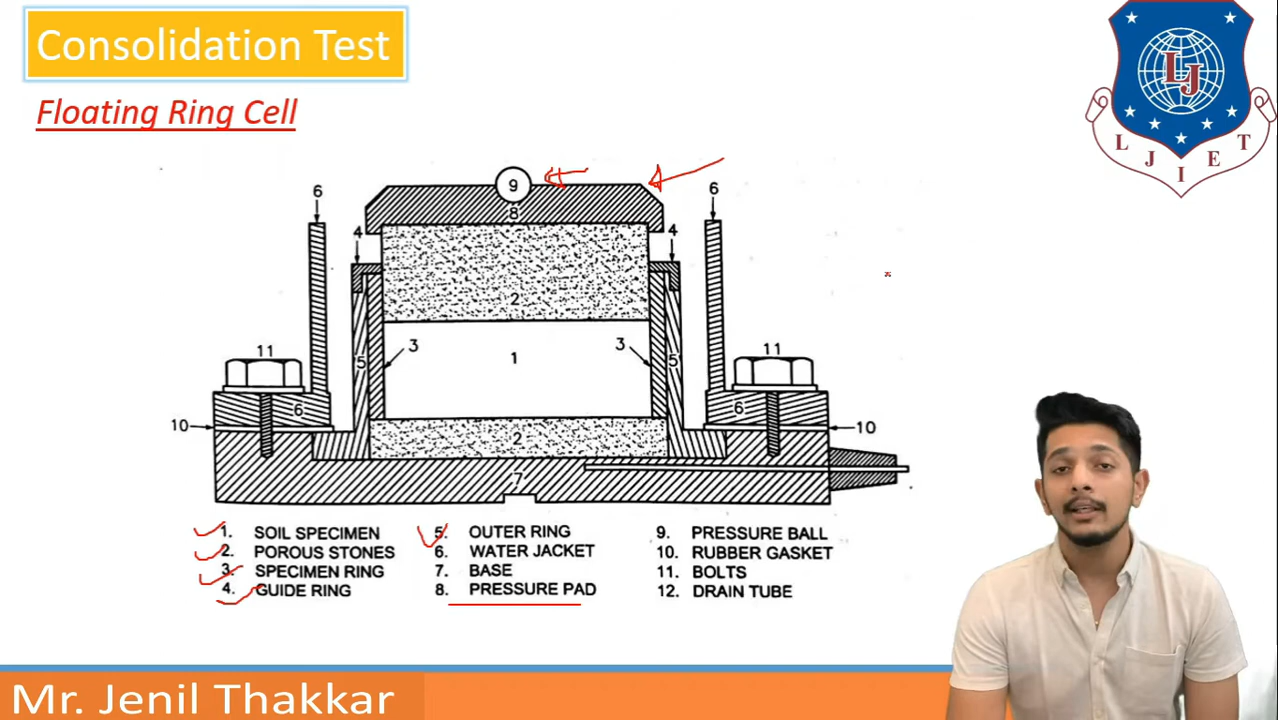 Consolidation Test
Floating Ring Cell
LJ
L J I E T
9
8
6
6
4
4
2
3
3
1
5
5
11
11
6
6
10
10
2
7
1. SOIL SPECIMEN
2. POROUS STONES
3. SPECIMEN RING
4. GUIDE RING
5. OUTER RING
6. WATER JACKET
7. BASE
8. PRESSURE PAD
9. PRESSURE BALL
10. RUBBER GASKET
11. BOLTS
12. DRAIN TUBE
Mr. Jenil Thakkar